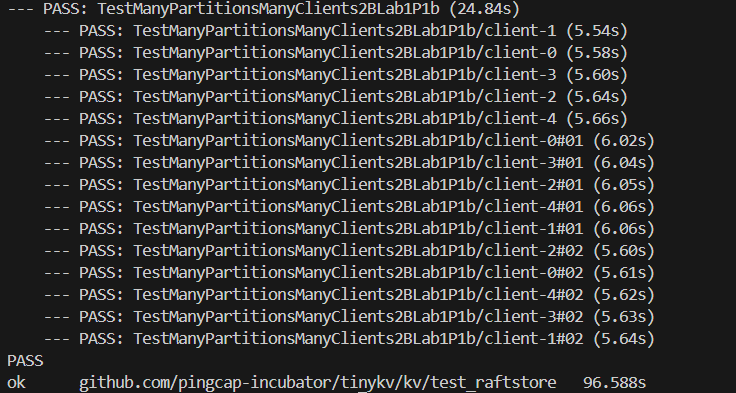 --- PASS: TestManyPartitionsManyClients2BLab1P1b (24.84s)
    --- PASS: TestManyPartitionsManyClients2BLab1P1b/client-1 (5.54s)
    --- PASS: TestManyPartitionsManyClients2BLab1P1b/client-0 (5.58s)
    --- PASS: TestManyPartitionsManyClients2BLab1P1b/client-3 (5.60s)
    --- PASS: TestManyPartitionsManyClients2BLab1P1b/client-2 (5.64s)
    --- PASS: TestManyPartitionsManyClients2BLab1P1b/client-4 (5.66s)
    --- PASS: TestManyPartitionsManyClients2BLab1P1b/client-0#01 (6.02s)
    --- PASS: TestManyPartitionsManyClients2BLab1P1b/client-3#01 (6.04s)
    --- PASS: TestManyPartitionsManyClients2BLab1P1b/client-2#01 (6.05s)
    --- PASS: TestManyPartitionsManyClients2BLab1P1b/client-4#01 (6.06s)
    --- PASS: TestManyPartitionsManyClients2BLab1P1b/client-1#01 (6.06s)
    --- PASS: TestManyPartitionsManyClients2BLab1P1b/client-2#02 (5.60s)
    --- PASS: TestManyPartitionsManyClients2BLab1P1b/client-0#02 (5.61s)
    --- PASS: TestManyPartitionsManyClients2BLab1P1b/client-4#02 (5.62s)
    --- PASS: TestManyPartitionsManyClients2BLab1P1b/client-3#02 (5.63s)
    --- PASS: TestManyPartitionsManyClients2BLab1P1b/client-1#02 (5.64s)
PASS
ok      github.com/pingcap-incubator/tinykv/kv/test_raftstore   96.588s